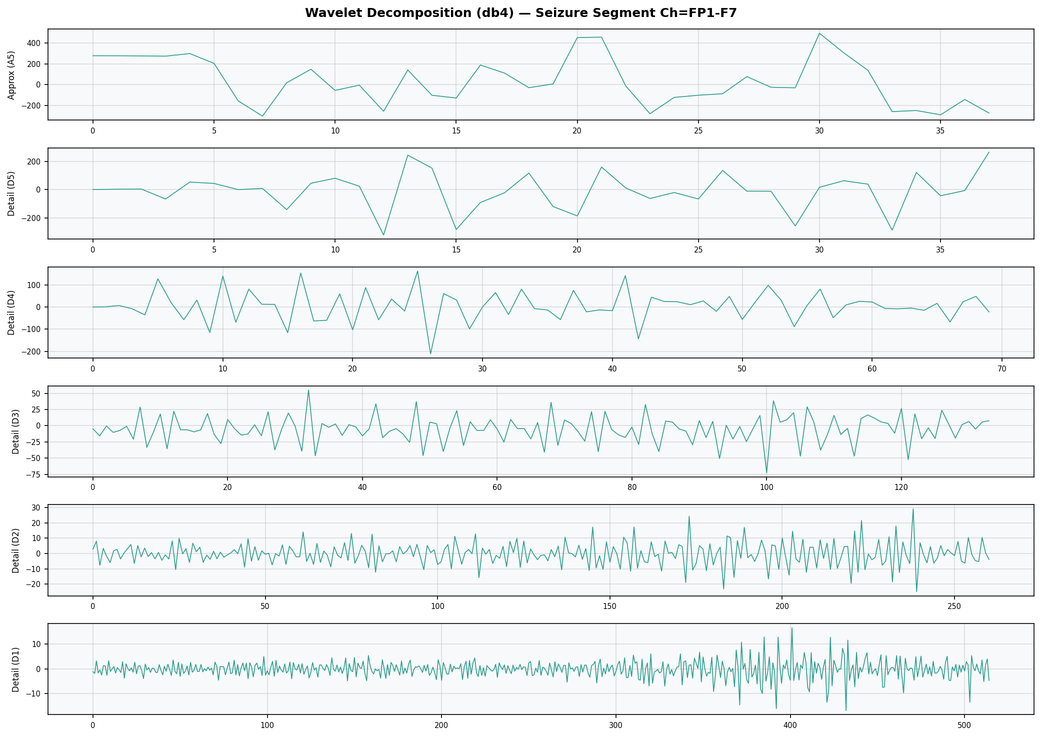 Wavelet Decomposition (db4) — Seizure Segment Ch=FP1-F7
Approx (A5)
400
200
0
−200
0 5 10 15 20 25 30 35
Detail (D5)
200
0
−200
0 5 10 15 20 25 30 35
Detail (D4)
100
0
−100
−200
0 10 20 30 40 50 60 70
Detail (D3)
50
25
0
−25
−50
−75
0 20 40 60 80 100 120
Detail (D2)
30
20
10
0
−10
−20
0 50 100 150 200 250
Detail (D1)
10
0
−10
0 100 200 300 400 500